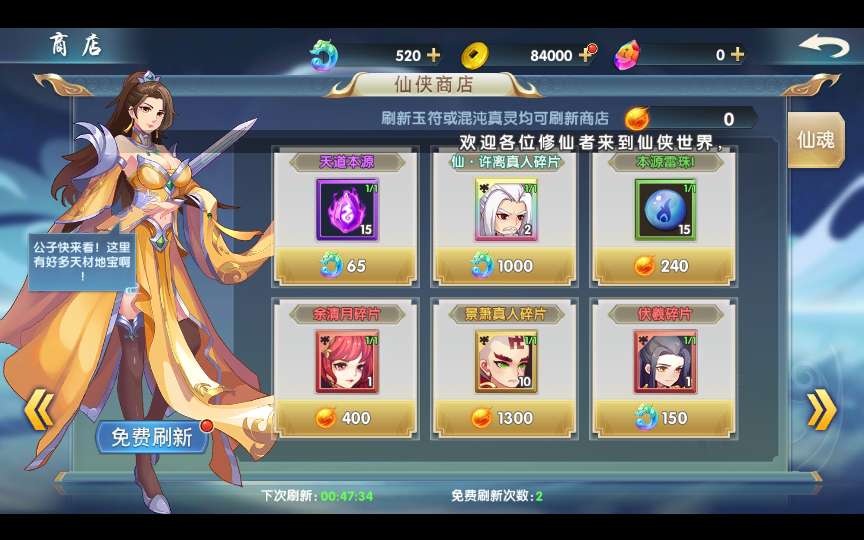 商店
520
84000
0
仙侠商店
刷新玉符或混沌真灵均可刷新商店
0
欢迎各位修仙者来到仙侠世界，
仙魂
天道本源
1/1
15
65
仙·许离真人碎片
1/1
2
1000
本源雷珠I
1/1
15
240
公子快来看！这里
有好多天材地宝啊
！
余清月碎片
1/1
1
400
景萧真人碎片
1/1
10
1300
伏羲碎片
1/1
1
150
免费刷新
下次刷新:00:47:34
免费刷新次数:2